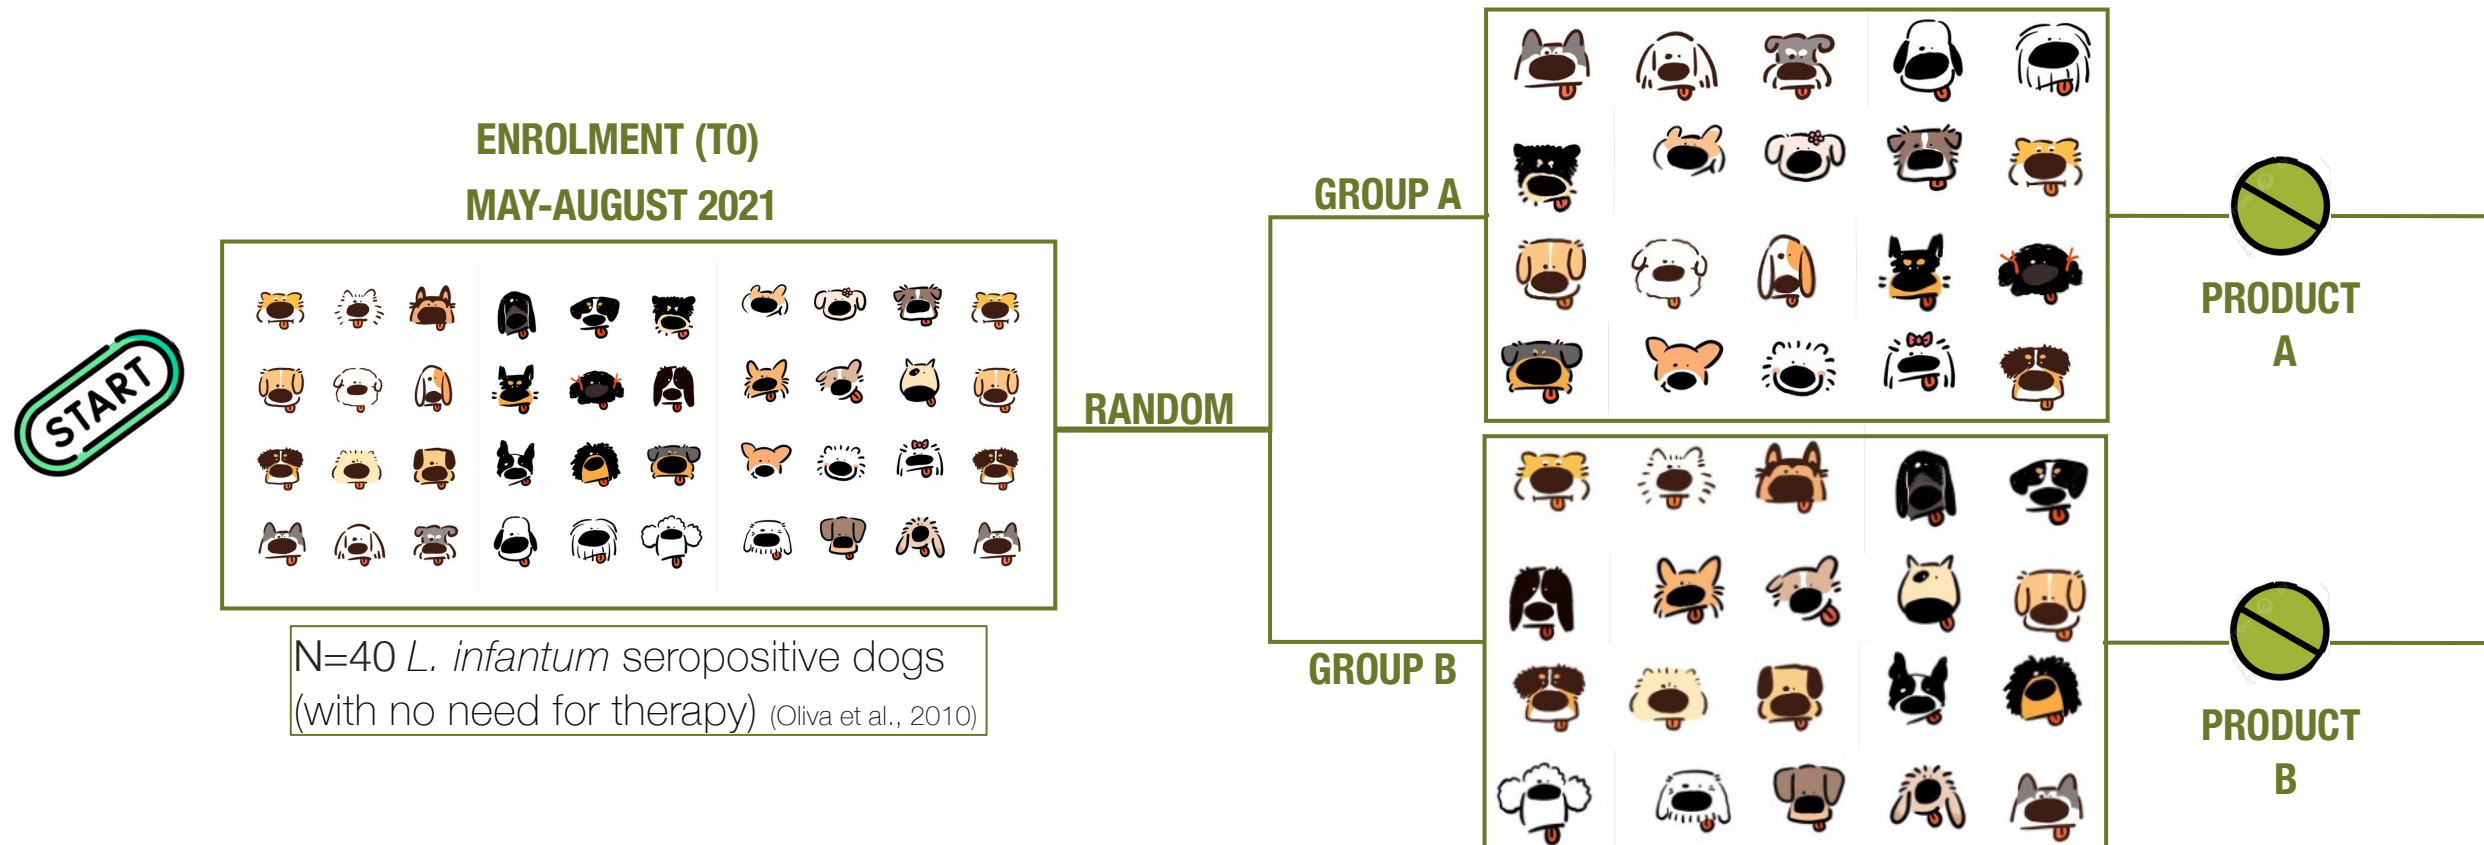 START
ENROLMENT (T0)
MAY-AUGUST 2021
N=40 L. infantum seropositive dogs
(with no need for therapy) (Oliva et al., 2010)
RANDOM
GROUP A
GROUP B
PRODUCT
A
PRODUCT
B